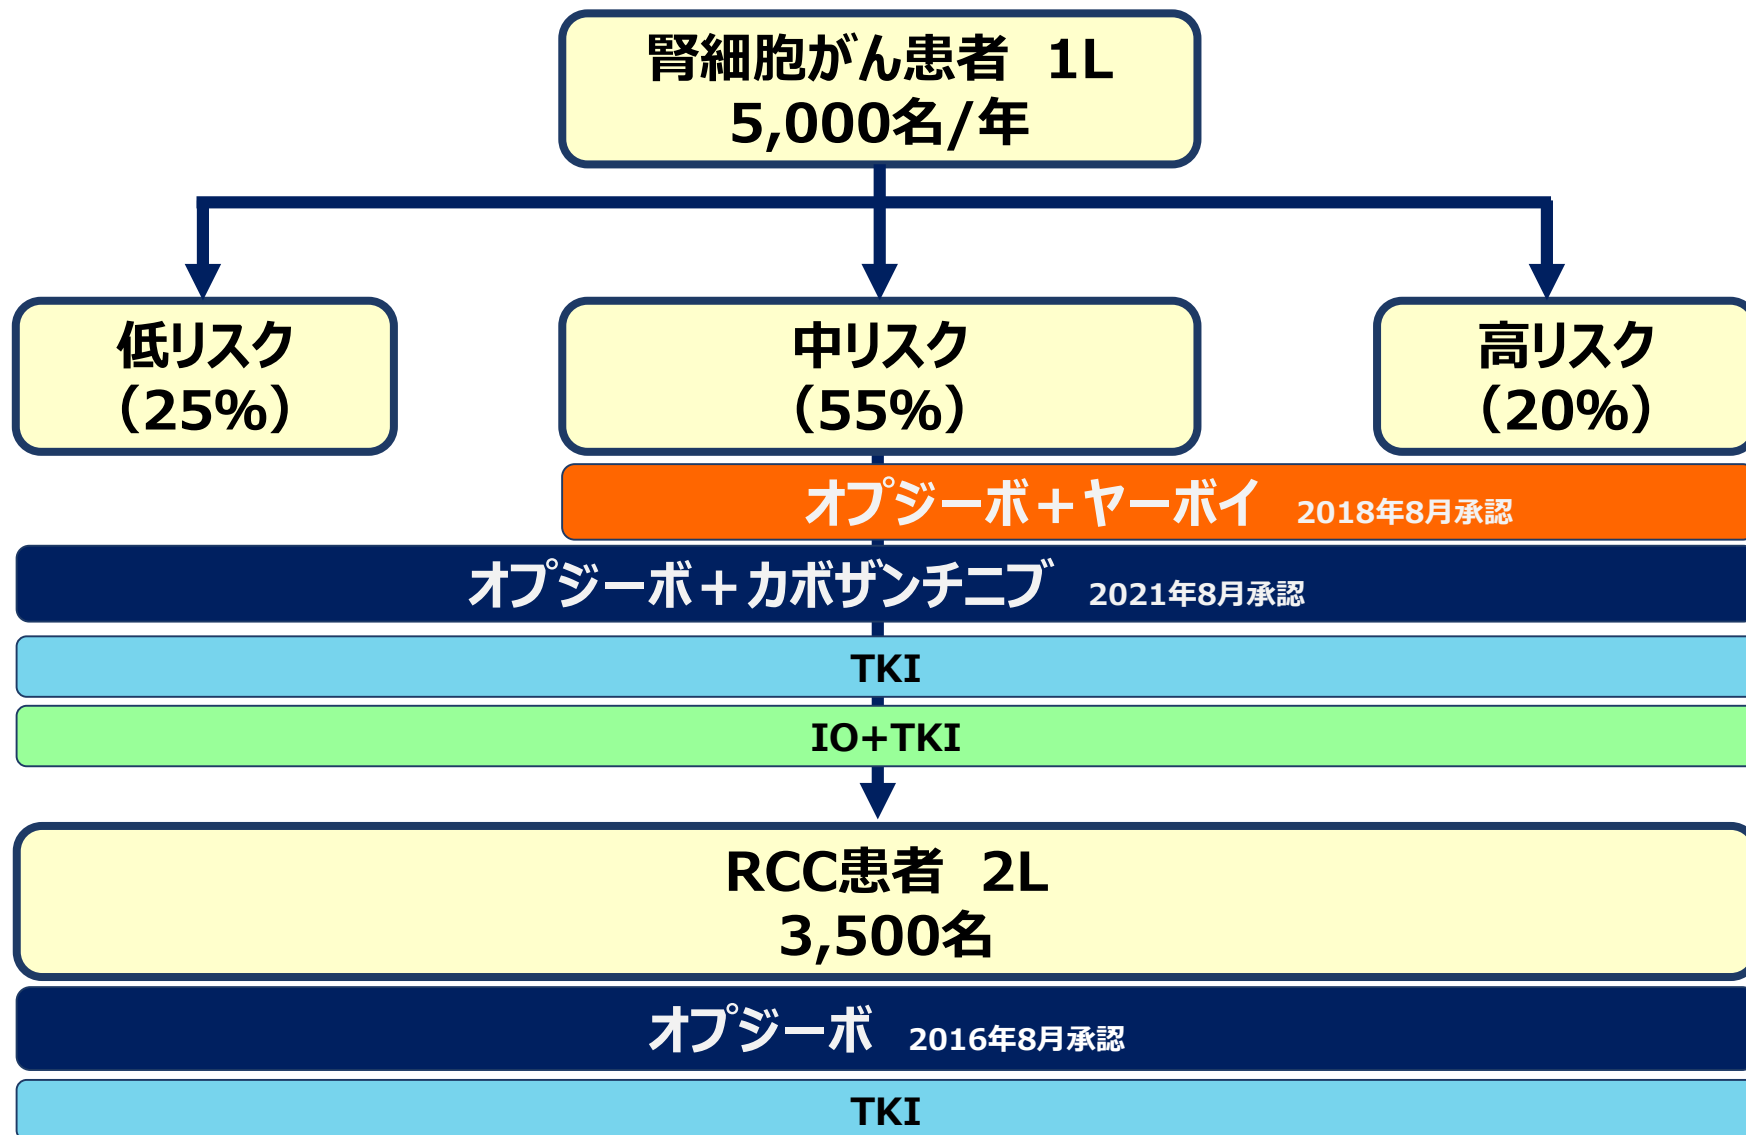 腎細胞がん患者　1L
5,000名/年
低リスク
（25%）
中リスク
（55%）
高リスク
（20%）
オプジーボ＋ヤーボイ　2018年8月承認
オプジーボ＋カボザンチニブ　2021年8月承認
TKI
IO+TKI
RCC患者　2L
3,500名
オプジーボ　2016年8月承認
TKI